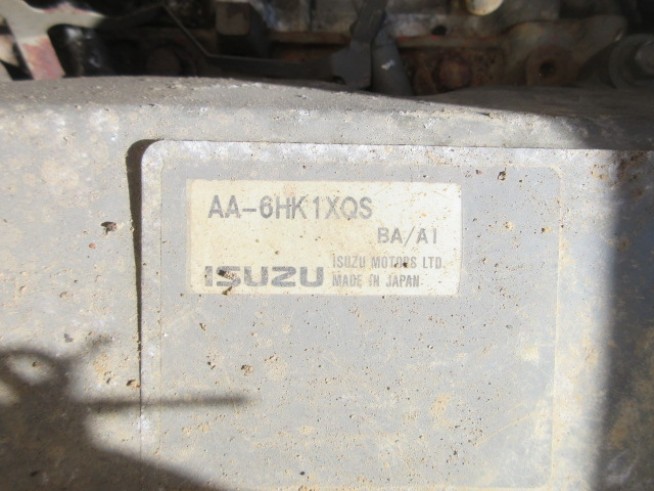 AA-6HK1XQS
BA/A1
ISUZU
ISUZU MOTORS LTD.
MADE IN JAPAN